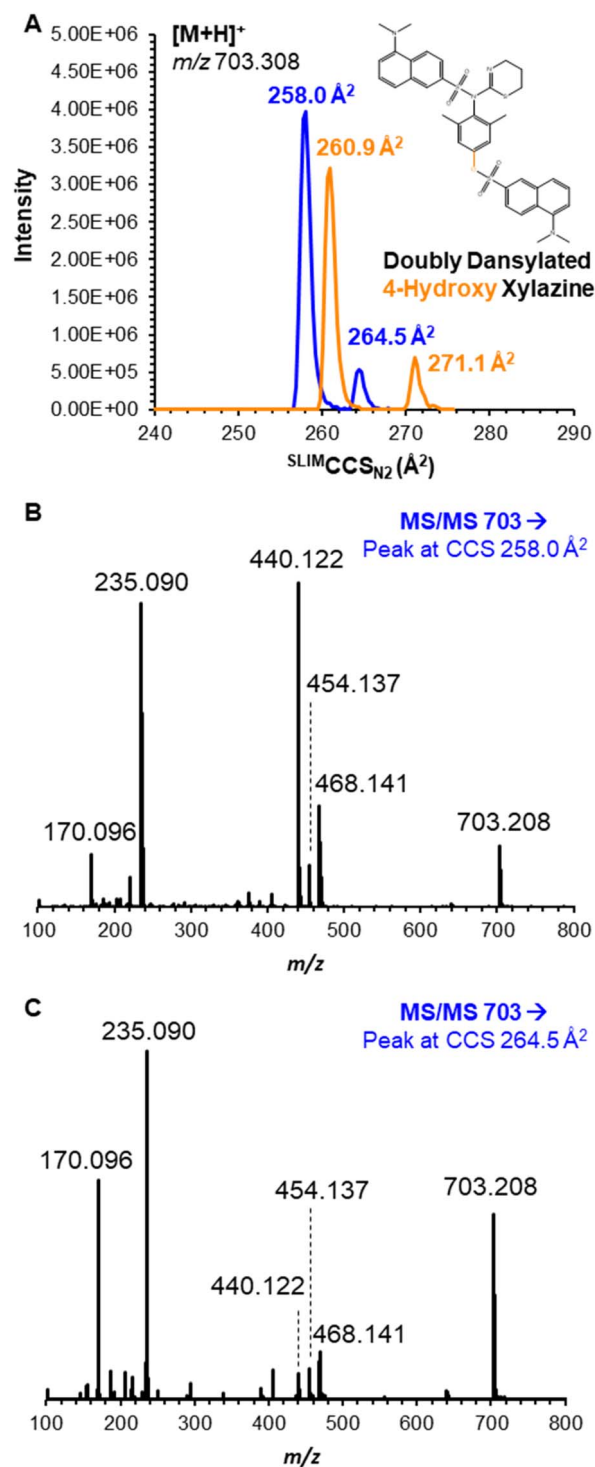 A
[M+H]+
m/z 703.308
5.00E+06
4.50E+06
4.00E+06
3.50E+06
3.00E+06
2.50E+06
2.00E+06
1.50E+06
1.00E+06
5.00E+05
0.00E+00
Intensity
258.0 Å²
260.9 Å²
264.5 Å²
271.1 Å²
Doubly Dansylated
4-Hydroxy Xylazine
240 250 260 270 280 290
SLIMCCSN2 (Å²)
B
MS/MS 703 →
Peak at CCS 258.0 Å²
440.122
235.090
454.137
468.141
170.096
703.208
100 200 300 400 500 600 700 800
m/z
C
MS/MS 703 →
Peak at CCS 264.5 Å²
235.090
170.096
454.137
703.208
440.122
468.141
100 200 300 400 500 600 700 800
m/z